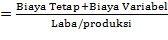 =
Biaya Tetap+Biaya Variabel
Laba/produksi